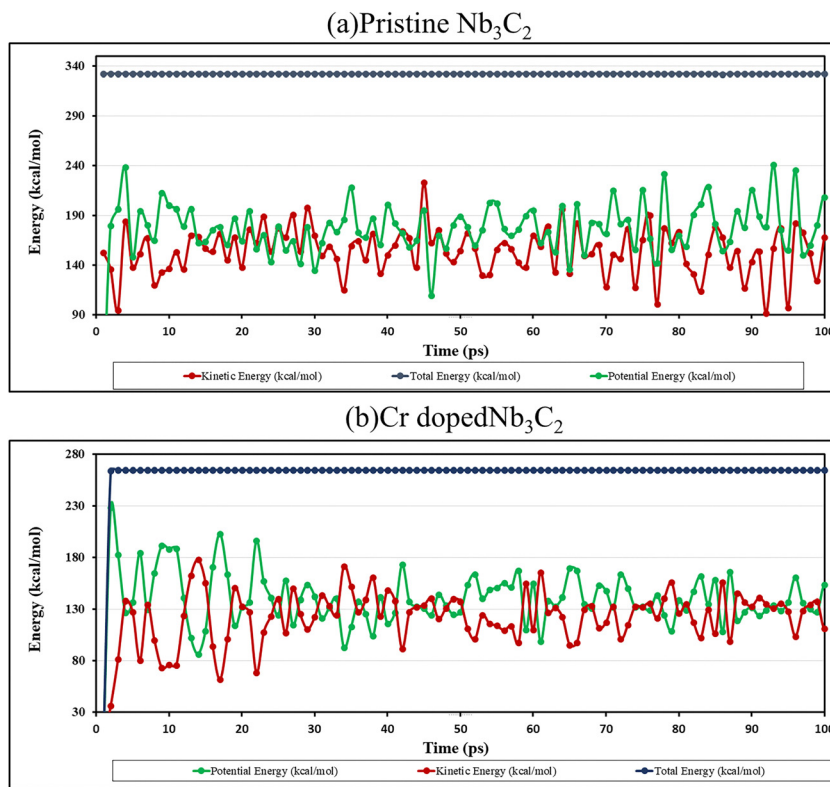 (a)Pristine Nb₃C₂
340
290
240
190
140
90
Energy (kcal/mol)
0 10 20 30 40 50 60 70 80 90 100
Time (ps)
Kinetic Energy (kcal/mol) Total Energy (kcal/mol) Potential Energy (kcal/mol)
(b)Cr dopedNb₃C₂
280
230
180
130
80
30
Energy (kcal/mol)
0 10 20 30 40 50 60 70 80 90 100
Time (ps)
Potential Energy (kcal/mol) Kinetic Energy (kcal/mol) Total Energy (kcal/mol)